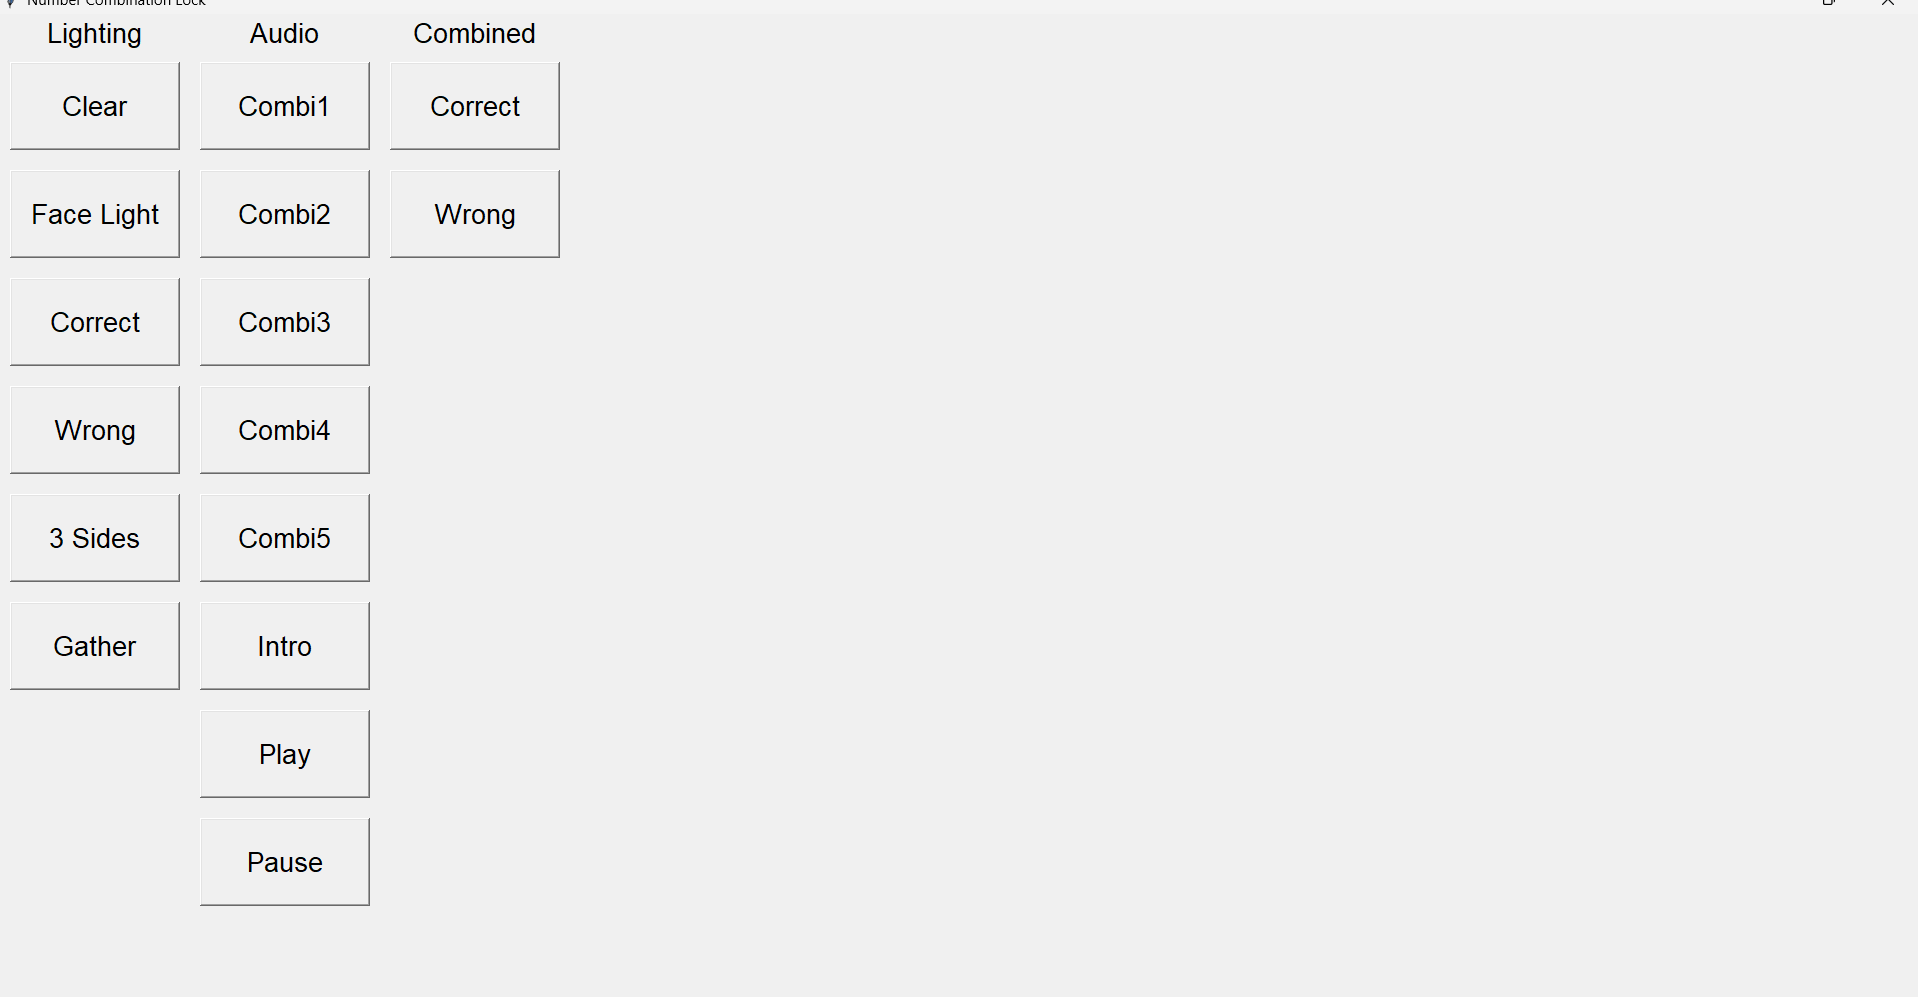 Number Combination Lock
Lighting Audio Combined
Clear Combi1 Correct
Face Light Combi2 Wrong
Correct Combi3
Wrong Combi4
3 Sides Combi5
Gather Intro
Play
Pause